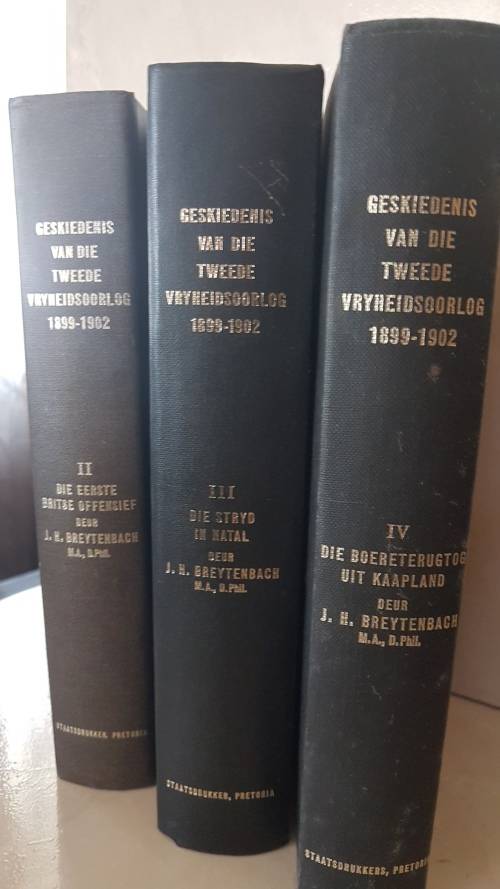 GESKIEDENIS
VAN DIE
TWEEDE
VRYHEIDSOORLOG
1899-1902
II
DIE EERSTE
BRITSE OFFENSIEF
DEUR
J. H. BREYTENBACH
M.A., D.Phil.
STAATSDRUKKER, PRETORIA
GESKIEDENIS
VAN DIE
TWEEDE
VRYHEIDSOORLOG
1899-1902
III
DIE STRYD
IN NATAL
DEUR
J. H. BREYTENBACH
M.A., D.Phil.
STAATSDRUKKER, PRETORIA
GESKIEDENIS
VAN DIE
TWEEDE
VRYHEIDSOORLOG
1899-1902
IV
DIE BOERETERUGTOG
UIT KAAPLAND
DEUR
J. H. BREYTENBACH
M.A., D.Phil.
STAATSDRUKKERS, PRETORIA